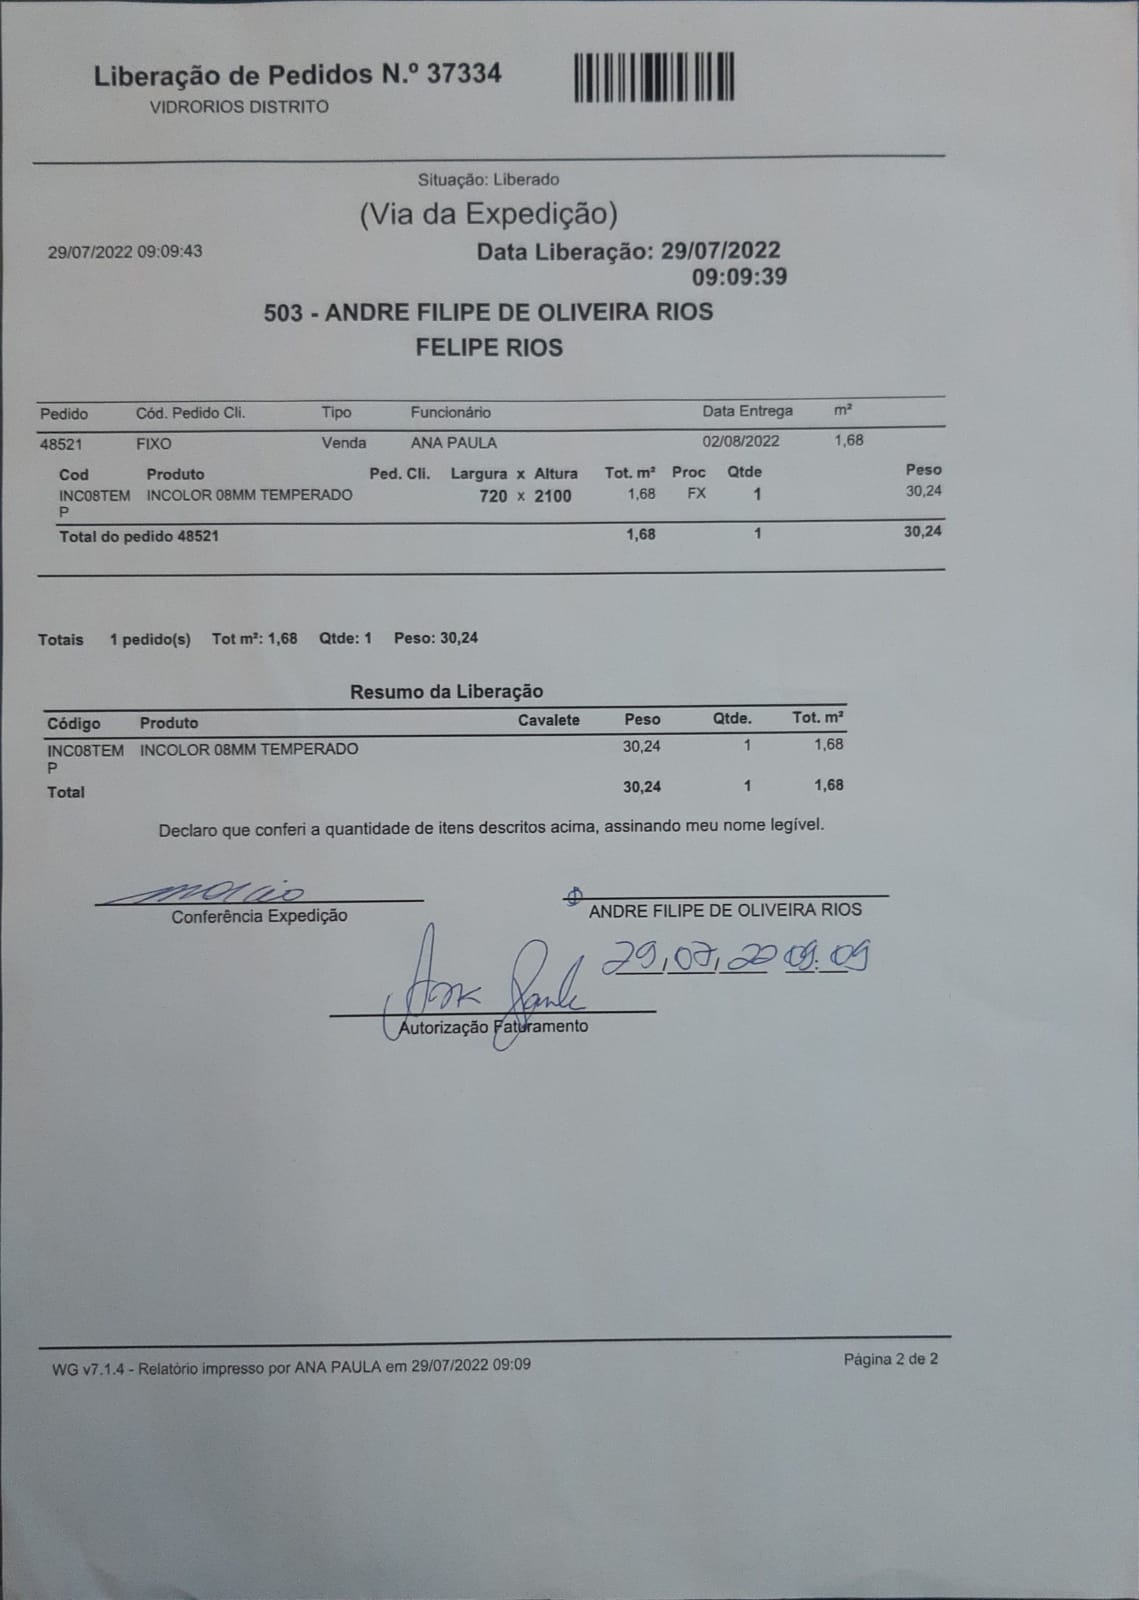 Liberação de Pedidos N.º 37334
VIDRORIOS DISTRITO
Situação: Liberado
(Via da Expedição)
29/07/2022 09:09:43
Data Liberação: 29/07/2022
09:09:39
503 - ANDRE FILIPE DE OLIVEIRA RIOS
FELIPE RIOS
Pedido Cód. Pedido Cli. Tipo Funcionário Data Entrega m²
48521 FIXO Venda ANA PAULA 02/08/2022 1,68
Cod Produto Ped. Cli. Largura x Altura Tot. m² Proc Qtde Peso
INC08TEM INCOLOR 08MM TEMPERADO 720 x 2100 1,68 FX 1 30,24
P
Total do pedido 48521 1,68 1 30,24
Totais 1 pedido(s) Tot m²: 1,68 Qtde: 1 Peso: 30,24
Resumo da Liberação
Código Produto Cavalete Peso Qtde. Tot. m²
INC08TEM INCOLOR 08MM TEMPERADO 30,24 1 1,68
P
Total 30,24 1 1,68
Declaro que conferi a quantidade de itens descritos acima, assinando meu nome legível.
marcio
Conferência Expedição
ANDRE FILIPE DE OLIVEIRA RIOS
29,07,22 09:09
Ana Paula
Autorização Faturamento
WG v7.1.4 - Relatório impresso por ANA PAULA em 29/07/2022 09:09
Página 2 de 2